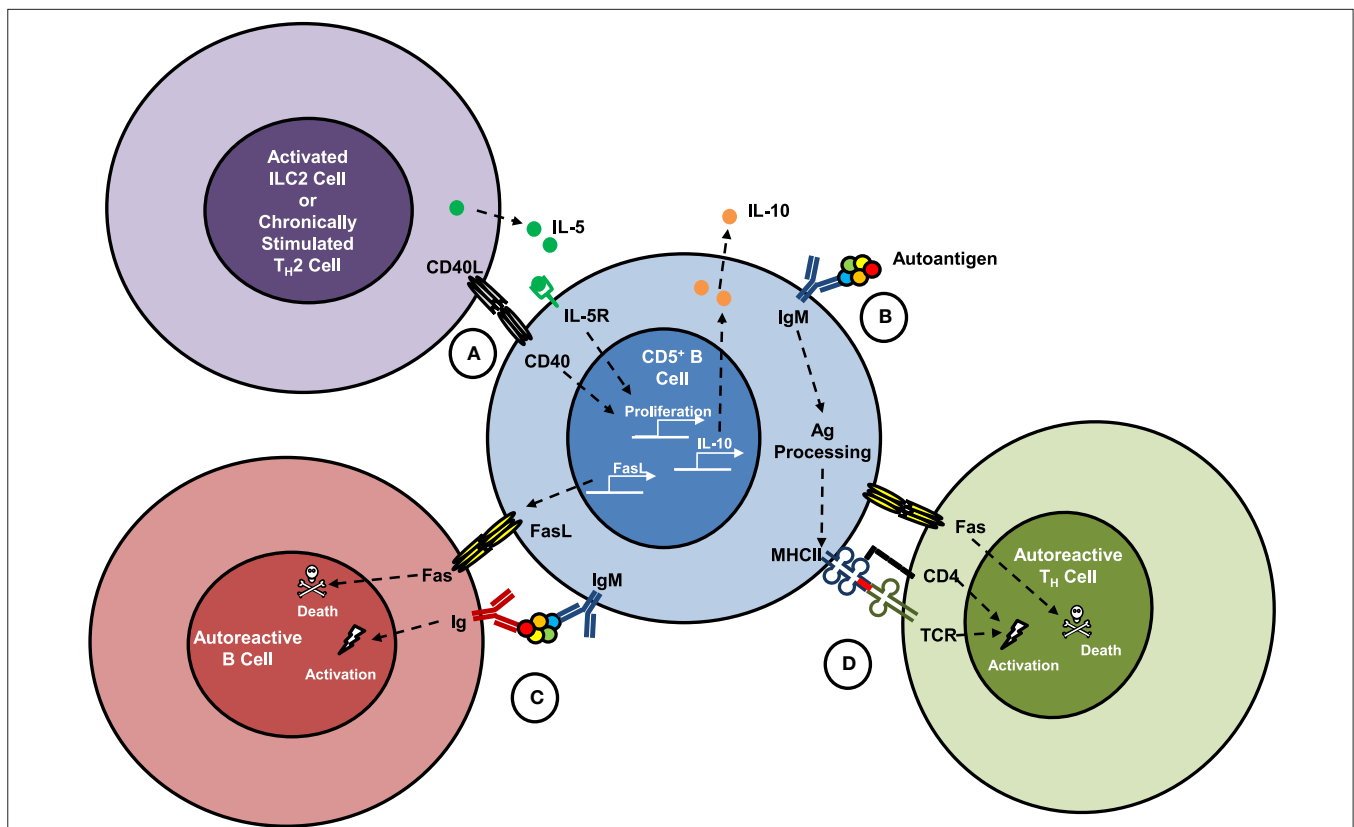 Activated
ILC2 Cell
or
Chronically
Stimulated
TH2 Cell
CD40L
IL-5
IL-5R
A
CD40
IL-10
Autoantigen
B
IgM
CD5+ B
Cell
Proliferation
IL-10
FasL
Ag
Processing
FasL
Fas
Death
Autoreactive
B Cell
Activation
Ig
IgM
C
MHCII
Fas
CD4
TCR
Autoreactive
TH Cell
Activation
Death
D